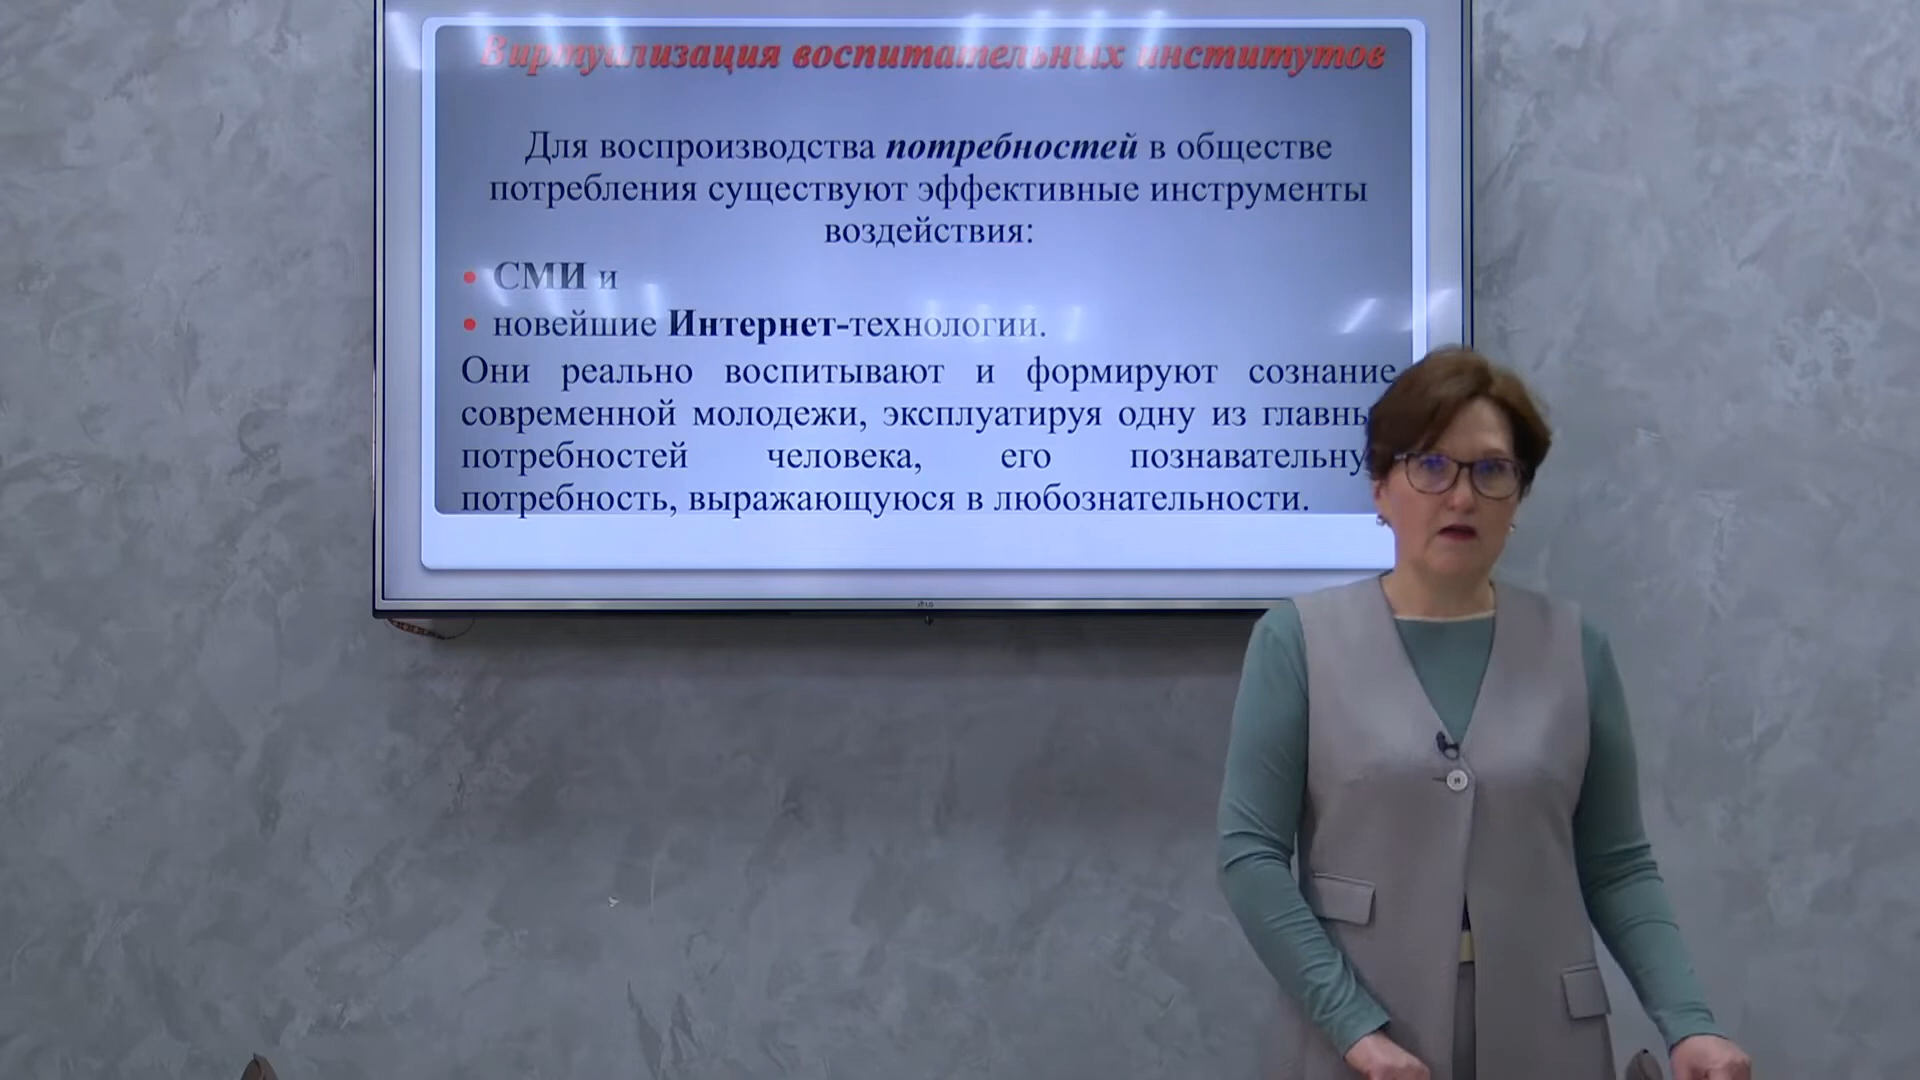 Виртуализация воспитательных институтов
Для воспроизводства потребностей в обществе
потребления существуют эффективные инструменты
воздействия:
• СМИ и
• новейшие Интернет-технологии.
Они реально воспитывают и формируют сознание
современной молодежи, эксплуатируя одну из
потребностей человека, его
потребность, выражающуюся в любознательности.